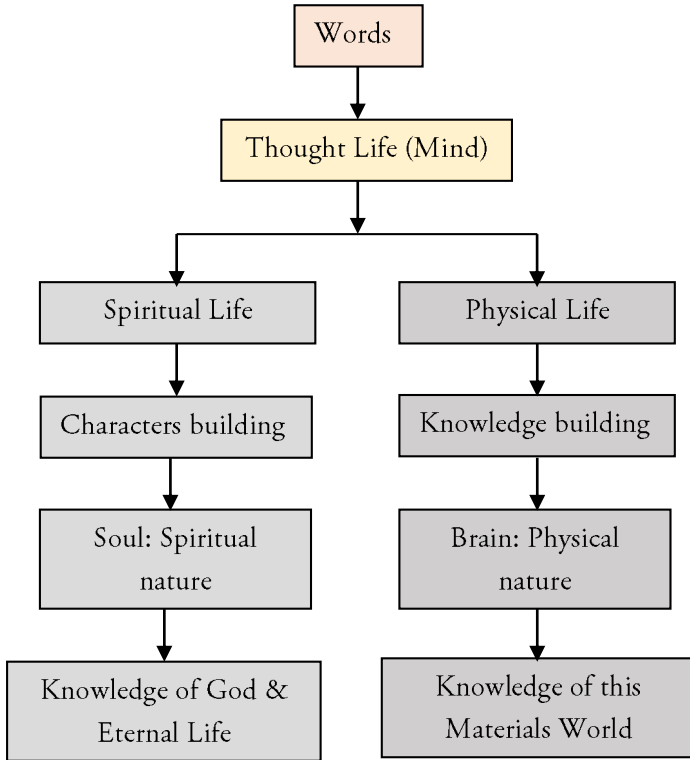 Words
Thought Life (Mind)
Spiritual Life
Physical Life
Characters building
Knowledge building
Soul: Spiritual
nature
Brain: Physical
nature
Knowledge of God &
Eternal Life
Knowledge of this
Materials World